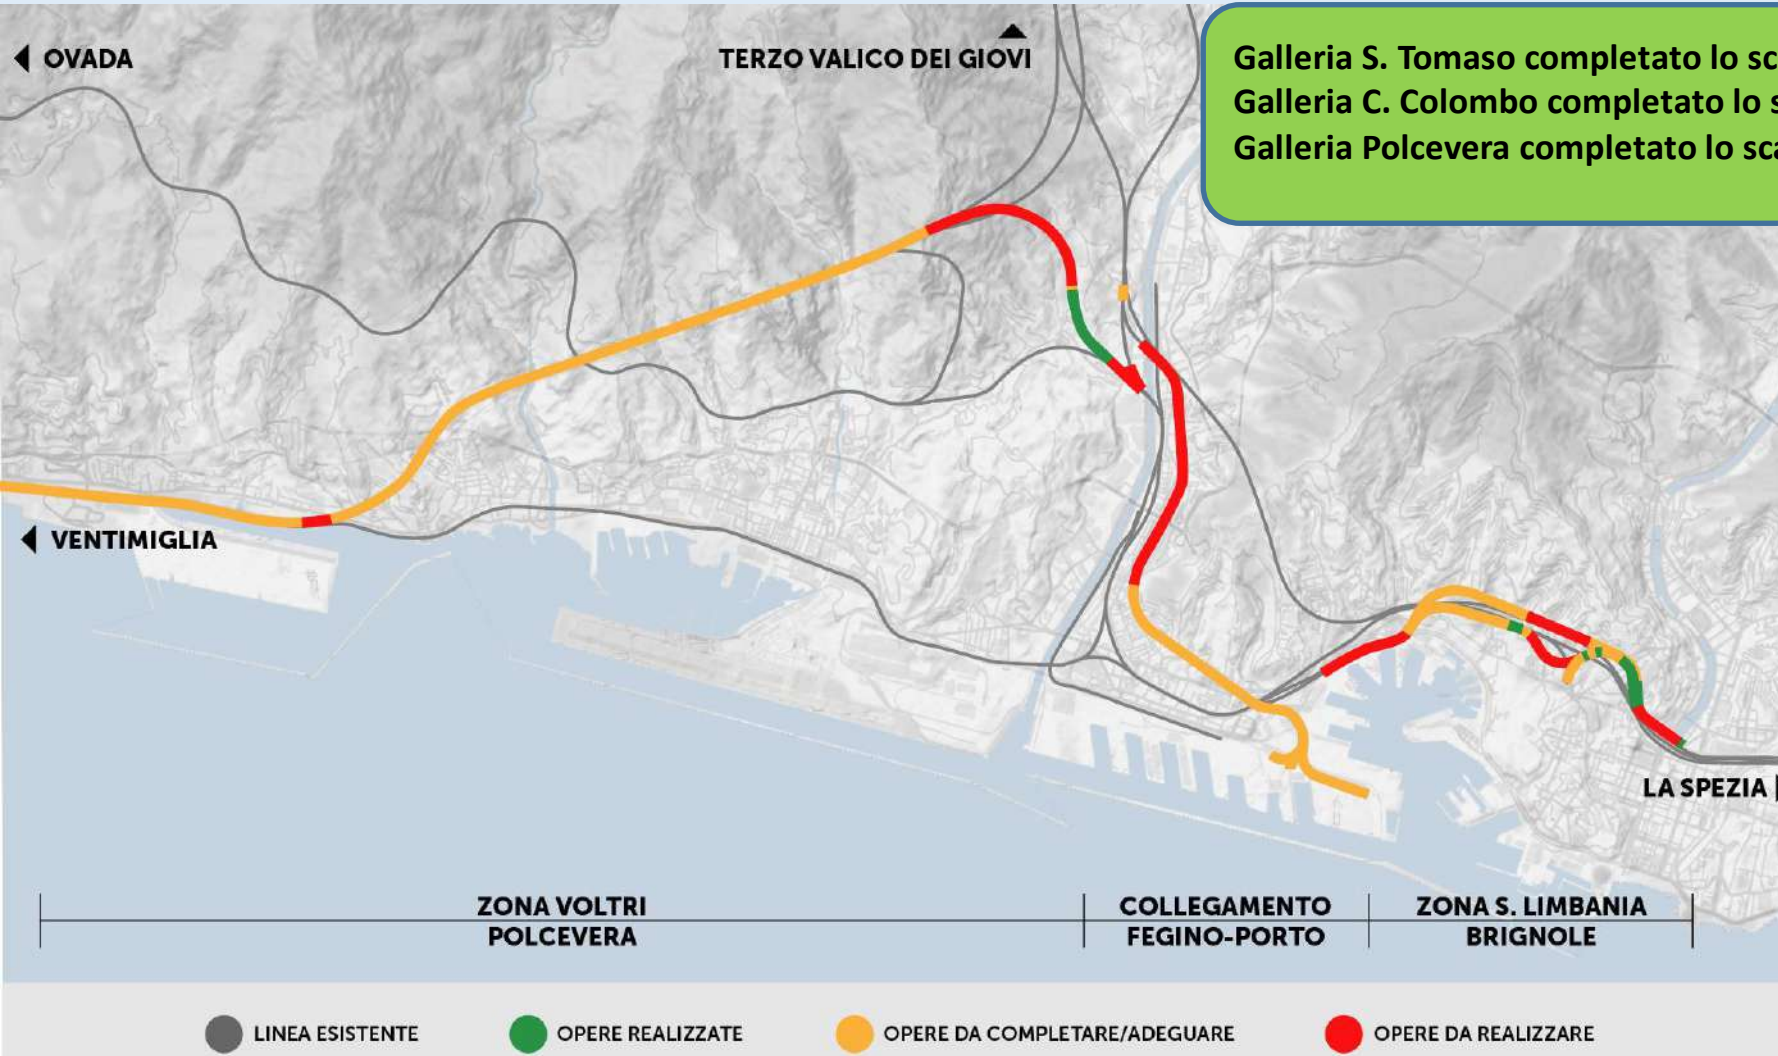 OVADA
TERZO VALICO DEI GIOVI
Galleria S. Tomaso completato lo
Galleria C. Colombo completato lo
Galleria Polcevera completato lo
VENTIMIGLIA
LA SPEZIA
ZONA VOLTRI
POLCEVERA
COLLEGAMENTO
FEGINO-PORTO
ZONA S. LIMBANIA
BRIGNOLE
LINEA ESISTENTE
OPERE REALIZZATE
OPERE DA COMPLETARE/ADEGUARE
OPERE DA REALIZZARE